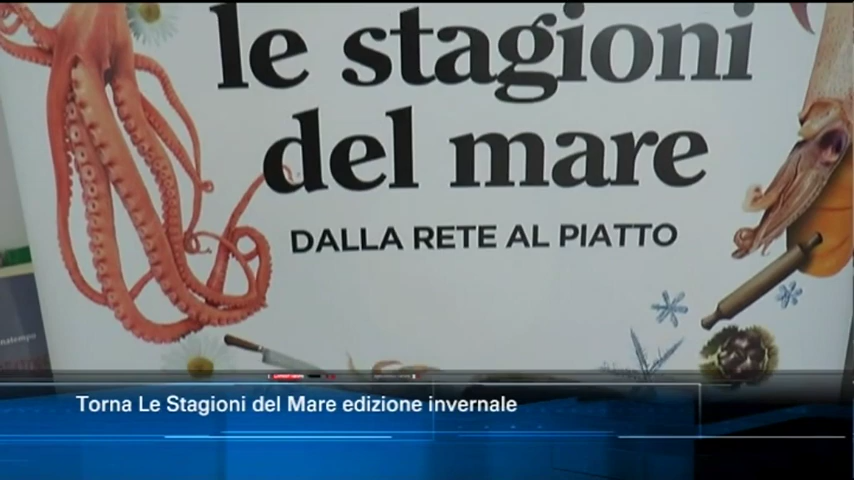 le stagioni
del mare
DALLA RETE AL PIATTO
Torna Le Stagioni del Mare edizione invernale